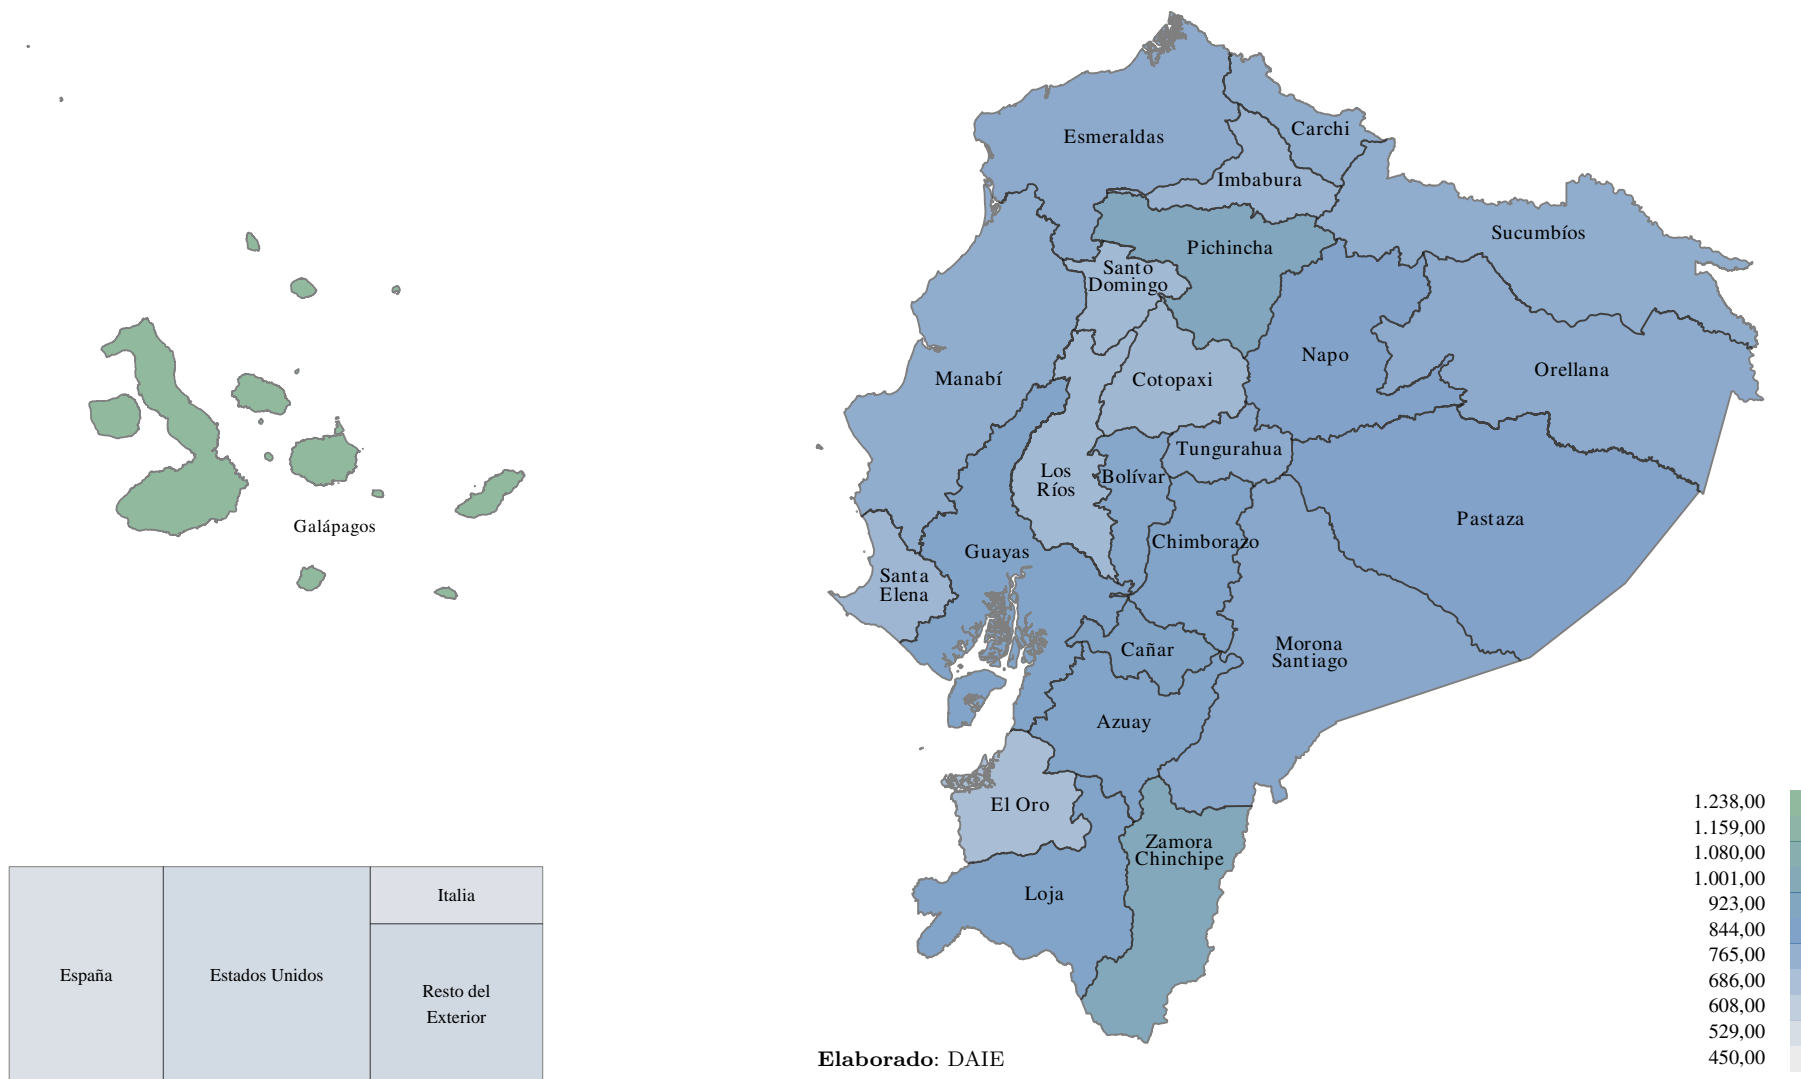 Esmeraldas
Carchi
Imbabura
Sucumbíos
Pichincha
Santo
Domingo
Napo
Orellana
Manabí
Cotopaxi
Tungurahua
Los
Ríos
Bolívar
Pastaza
Galápagos
Chimborazo
Guayas
Santa
Elena
Cañar
Morona
Santiago
Azuay
El Oro
Zamora
Chinchipe
Loja
1.238,00
1.159,00
1.080,00
1.001,00
923,00
844,00
765,00
686,00
608,00
529,00
450,00
España
Estados Unidos
Italia
Resto del
Exterior
Elaborado: DAIE